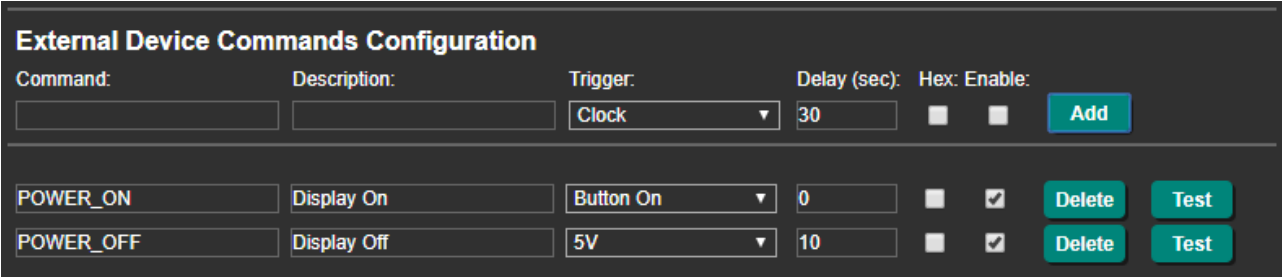 External Device Commands Configuration
Command: Description: Trigger: Delay (sec): Hex: Enable:
Clock 30 Add
POWER_ON Display On Button On 0 Delete Test
POWER_OFF Display Off 5V 10 Delete Test